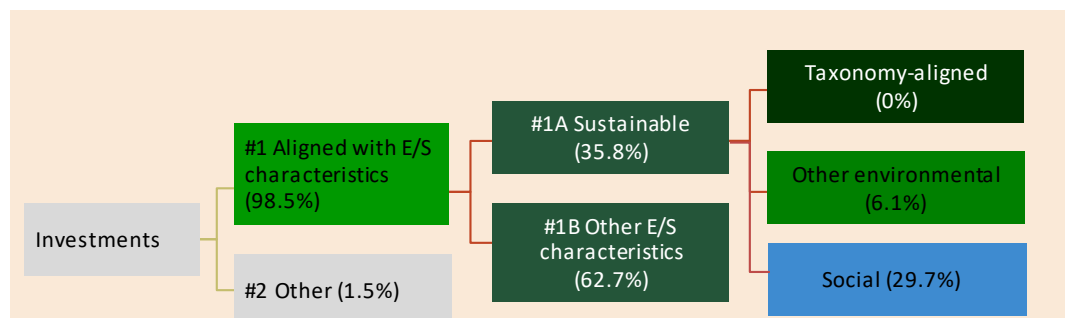 Investments
#1 Aligned with E/S
characteristics
(98.5%)
#2 Other (1.5%)
#1A Sustainable
(35.8%)
#1B Other E/S
characteristics
(62.7%)
Taxonomy-aligned
(0%)
Other environmental
(6.1%)
Social (29.7%)